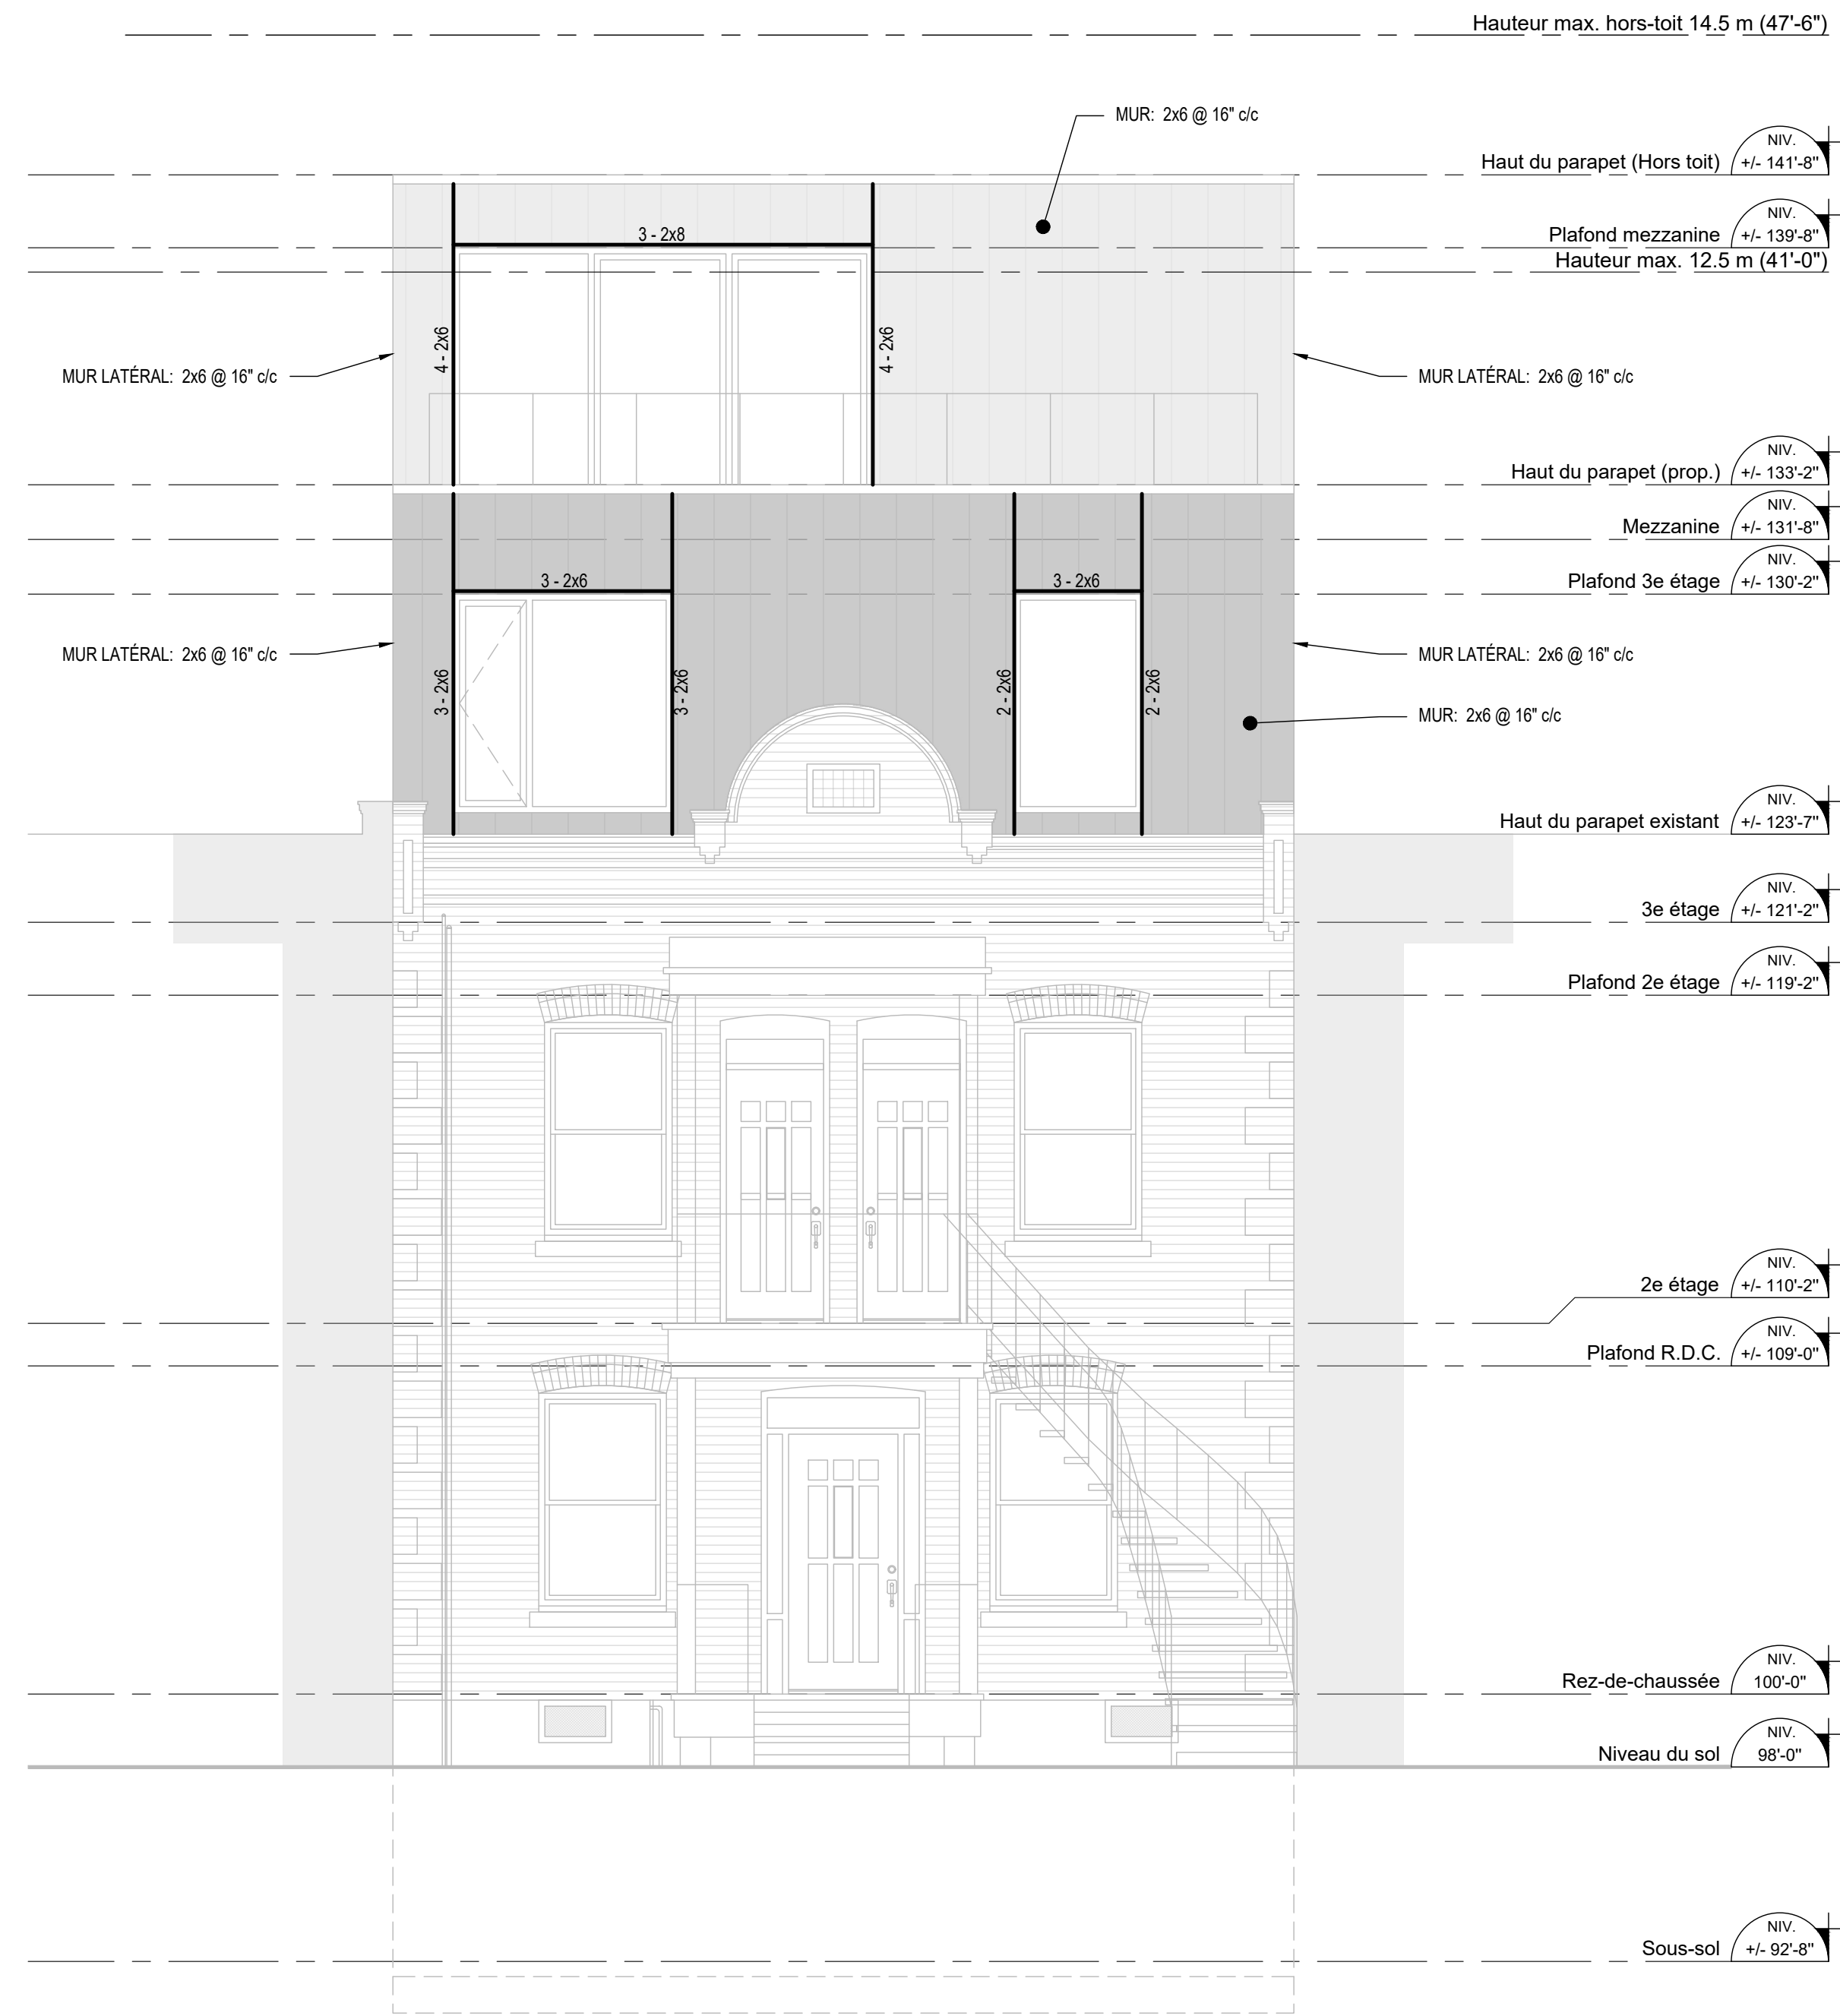 Hauteur max. hors-toit 14.5 m (47'-6")
MUR: 2x6 @ 16" c/c
Haut du parapet (Hors toit)
NIV.
+/- 141'-8"
3 - 2x8
Plafond mezzanine
NIV.
+/- 139'-8"
Hauteur max. 12.5 m (41'-0")
4 - 2x6
4 - 2x6
MUR LATÉRAL: 2x6 @ 16" c/c
MUR LATÉRAL: 2x6 @ 16" c/c
Haut du parapet (prop.)
NIV.
+/- 133'-2"
Mezzanine
NIV.
+/- 131'-8"
3 - 2x6
3 - 2x6
Plafond 3e étage
NIV.
+/- 130'-2"
MUR LATÉRAL: 2x6 @ 16" c/c
MUR LATÉRAL: 2x6 @ 16" c/c
3 - 2x6
3 - 2x6
2 - 2x6
2 - 2x6
MUR: 2x6 @ 16" c/c
Haut du parapet existant
NIV.
+/- 123'-7"
3e étage
NIV.
+/- 121'-2"
Plafond 2e étage
NIV.
+/- 119'-2"
2e étage
NIV.
+/- 110'-2"
Plafond R.D.C.
NIV.
+/- 109'-0"
Rez-de-chaussée
NIV.
100'-0"
Niveau du sol
NIV.
98'-0"
Sous-sol
NIV.
+/- 92'-8"